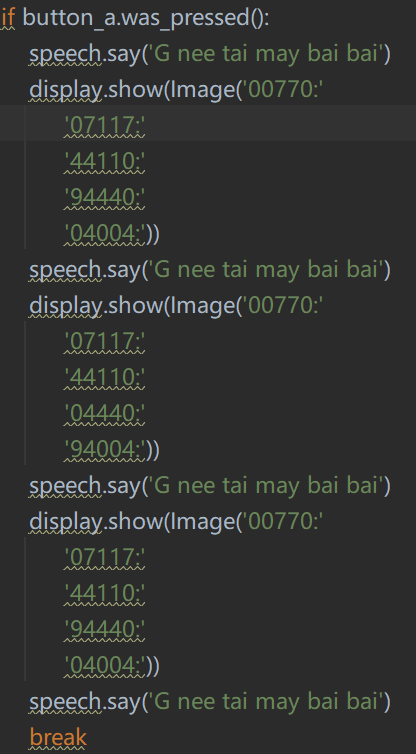 if button_a.was_pressed():
    speech.say('G nee tai may bai bai')
    display.show(Image('00770:'
        '07117:'
        '44110:'
        '94440:'
        '04004:'))
    speech.say('G nee tai may bai bai')
    display.show(Image('00770:'
        '07117:'
        '44110:'
        '04440:'
        '94004:'))
    speech.say('G nee tai may bai bai')
    display.show(Image('00770:'
        '07117:'
        '44110:'
        '94440:'
        '04004:'))
    speech.say('G nee tai may bai bai')
    break